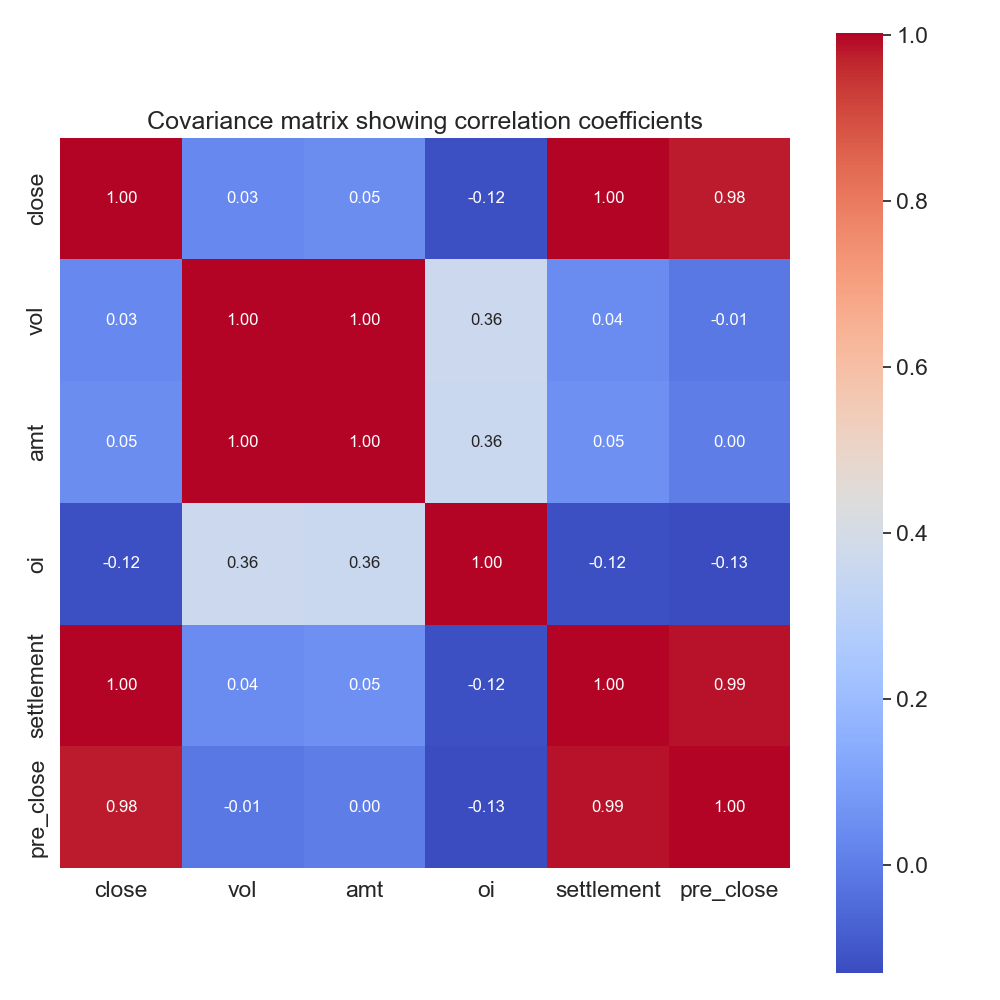 Covariance matrix showing correlation coefficients
close 1.00 0.03 0.05 -0.12 1.00 0.98
vol 0.03 1.00 1.00 0.36 0.04 -0.01
amt 0.05 1.00 1.00 0.36 0.05 0.00
oi -0.12 0.36 0.36 1.00 -0.12 -0.13
settlement 1.00 0.04 0.05 -0.12 1.00 0.99
pre_close 0.98 -0.01 0.00 -0.13 0.99 1.00
close vol amt oi settlement pre_close
1.0
0.8
0.6
0.4
0.2
0.0